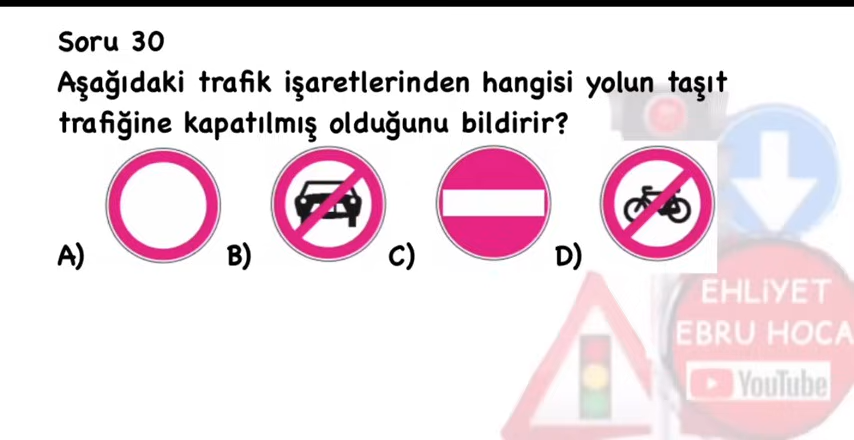 Soru 30
Aşağıdaki trafik işaretlerinden hangisi yolun taşıt
trafiğine kapatılmış olduğunu bildirir?
A) B) C) D)
EHLİYET
EBRU HOCA
YouTube